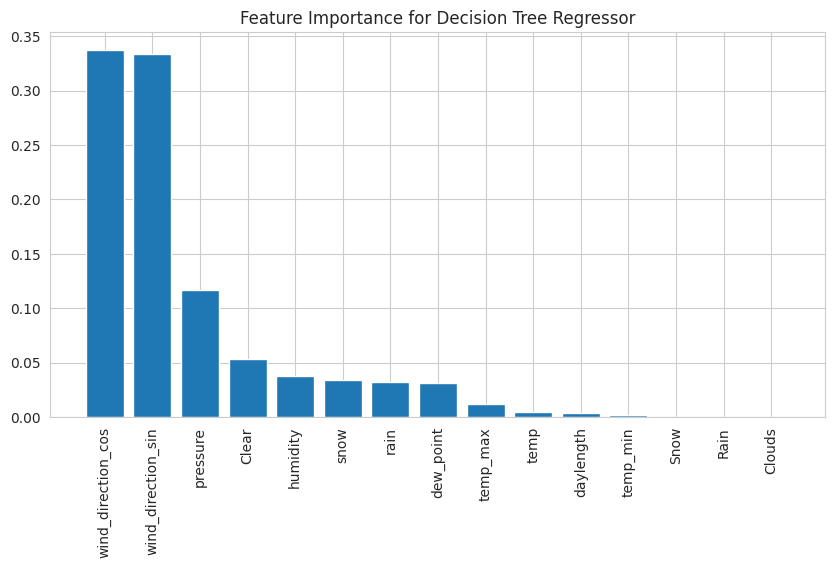 Feature Importance for Decision Tree Regressor
0.35
0.30
0.25
0.20
0.15
0.10
0.05
0.00
wind_direction_cos
wind_direction_sin
pressure
Clear
humidity
snow
rain
dew_point
temp_max
temp
daylength
temp_min
Snow
Rain
Clouds